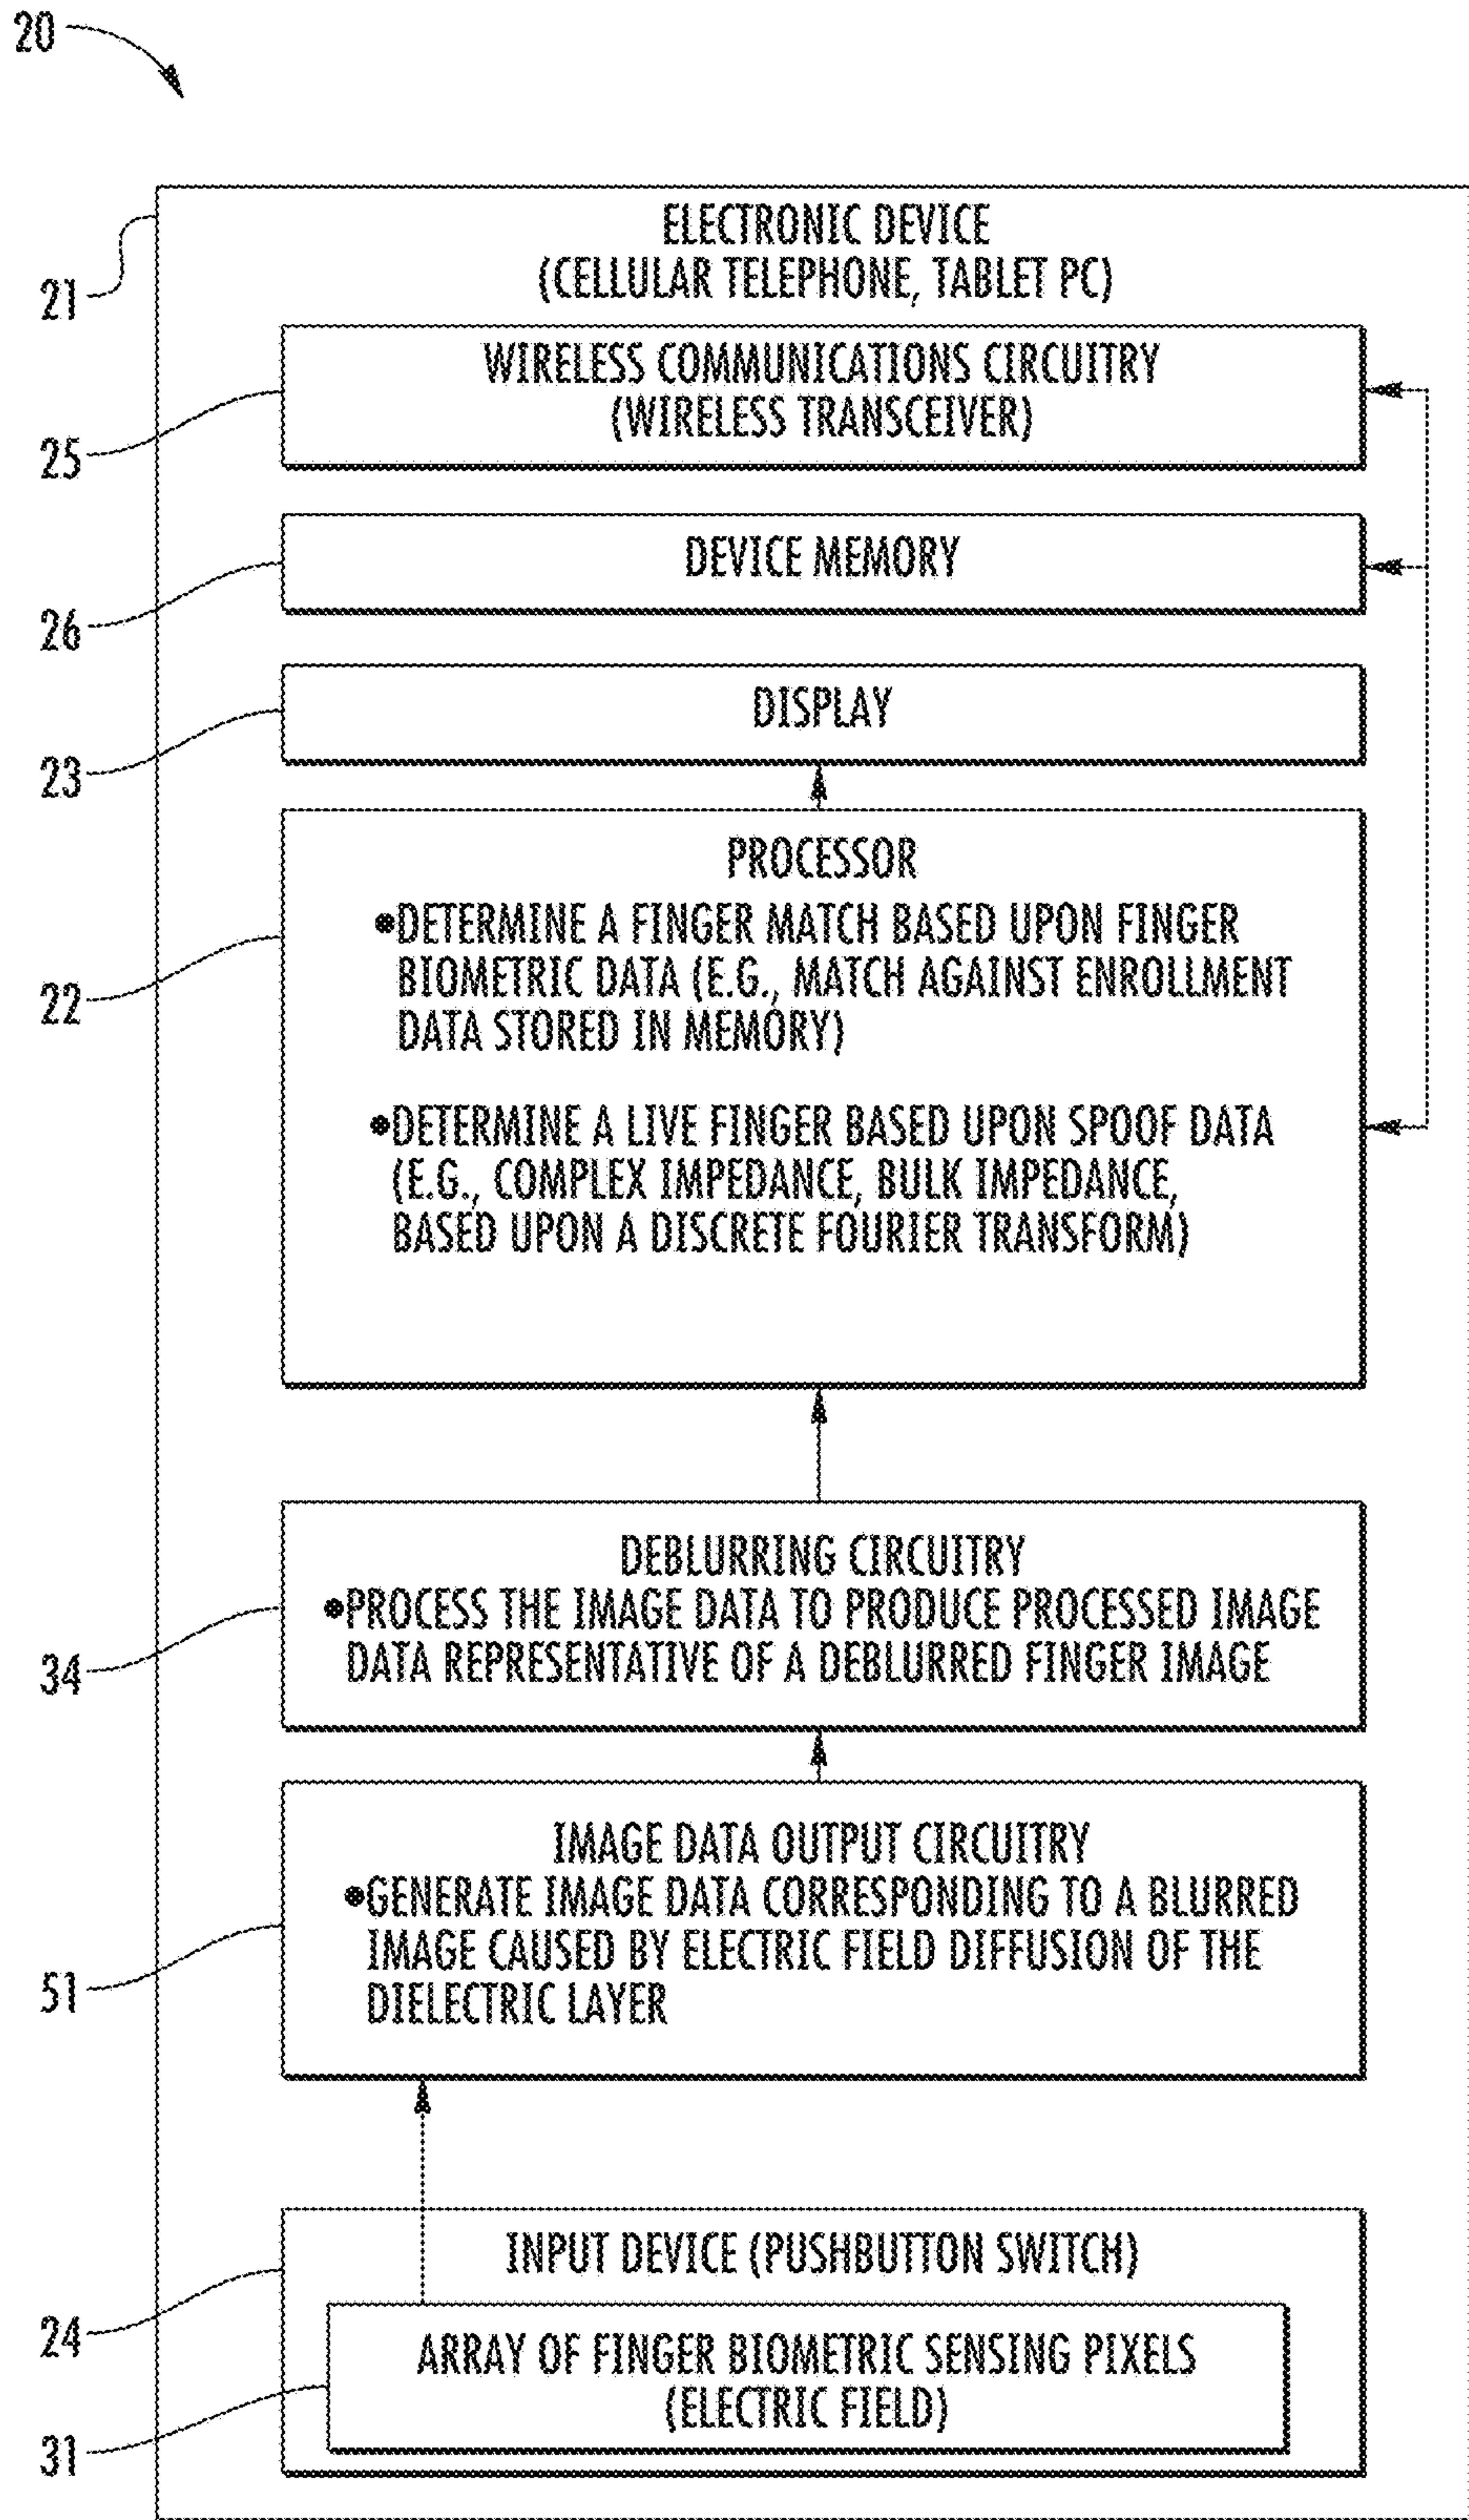 20
21
ELECTRONIC DEVICE
(CELLULAR TELEPHONE, TABLET PC)
25
WIRELESS COMMUNICATIONS CIRCUITRY
(WIRELESS TRANSCEIVER)
26
DEVICE MEMORY
23
DISPLAY
22
PROCESSOR
•DETERMINE A FINGER MATCH BASED UPON FINGER
BIOMETRIC DATA (E.G., MATCH AGAINST ENROLLMENT
DATA STORED IN MEMORY)
•DETERMINE A LIVE FINGER BASED UPON SPOOF DATA
(E.G., COMPLEX IMPEDANCE, BULK IMPEDANCE,
BASED UPON A DISCRETE FOURIER TRANSFORM)
34
DEBLURRING CIRCUITRY
•PROCESS THE IMAGE DATA TO PRODUCE PROCESSED IMAGE
DATA REPRESENTATIVE OF A DEBLURRED FINGER IMAGE
51
IMAGE DATA OUTPUT CIRCUITRY
•GENERATE IMAGE DATA CORRESPONDING TO A BLURRED
IMAGE CAUSED BY ELECTRIC FIELD DIFFUSION OF THE
DIELECTRIC LAYER
24
INPUT DEVICE (PUSHBUTTON SWITCH)
31
ARRAY OF FINGER BIOMETRIC SENSING PIXELS
(ELECTRIC FIELD)